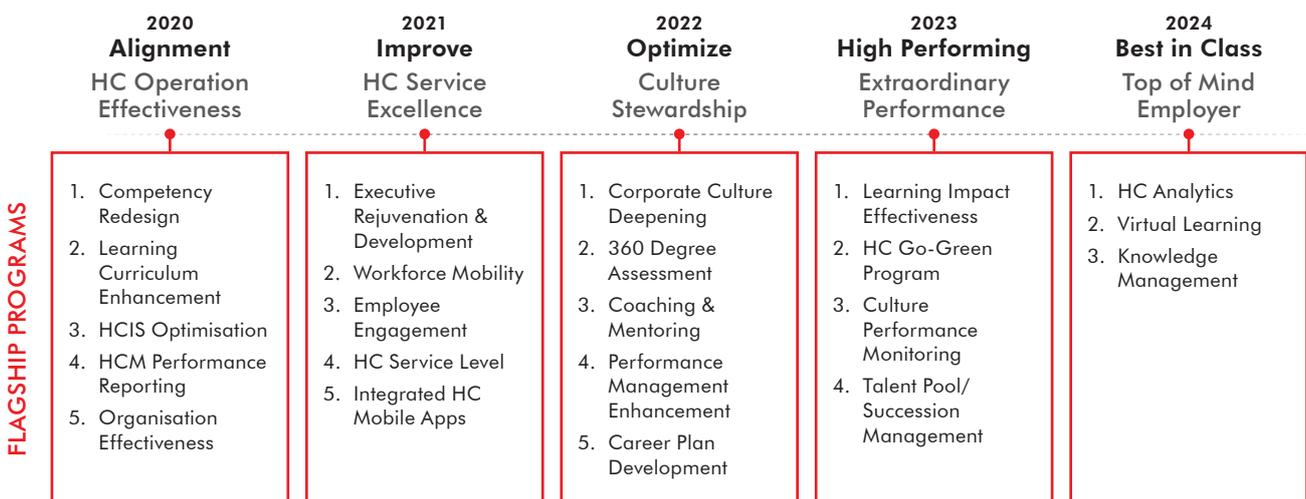 2020
Alignment
HC Operation
Effectiveness
2021
Improve
HC Service
Excellence
2022
Optimize
Culture
Stewardship
2023
High Performing
Extraordinary
Performance
2024
Best in Class
Top of Mind
Employer
FLAGSHIP PROGRAMS
1. Competency
Redesign
2. Learning
Curriculum
Enhancement
3. HCIS Optimisation
4. HCM Performance
Reporting
5. Organisation
Effectiveness
1. Executive
Rejuvenation &
Development
2. Workforce Mobility
3. Employee
Engagement
4. HC Service Level
5. Integrated HC
Mobile Apps
1. Corporate Culture
Deepening
2. 360 Degree
Assessment
3. Coaching &
Mentoring
4. Performance
Management
Enhancement
5. Career Plan
Development
1. Learning Impact
Effectiveness
2. HC Go-Green
Program
3. Culture
Performance
Monitoring
4. Talent Pool/
Succession
Management
1. HC Analytics
2. Virtual Learning
3. Knowledge
Management